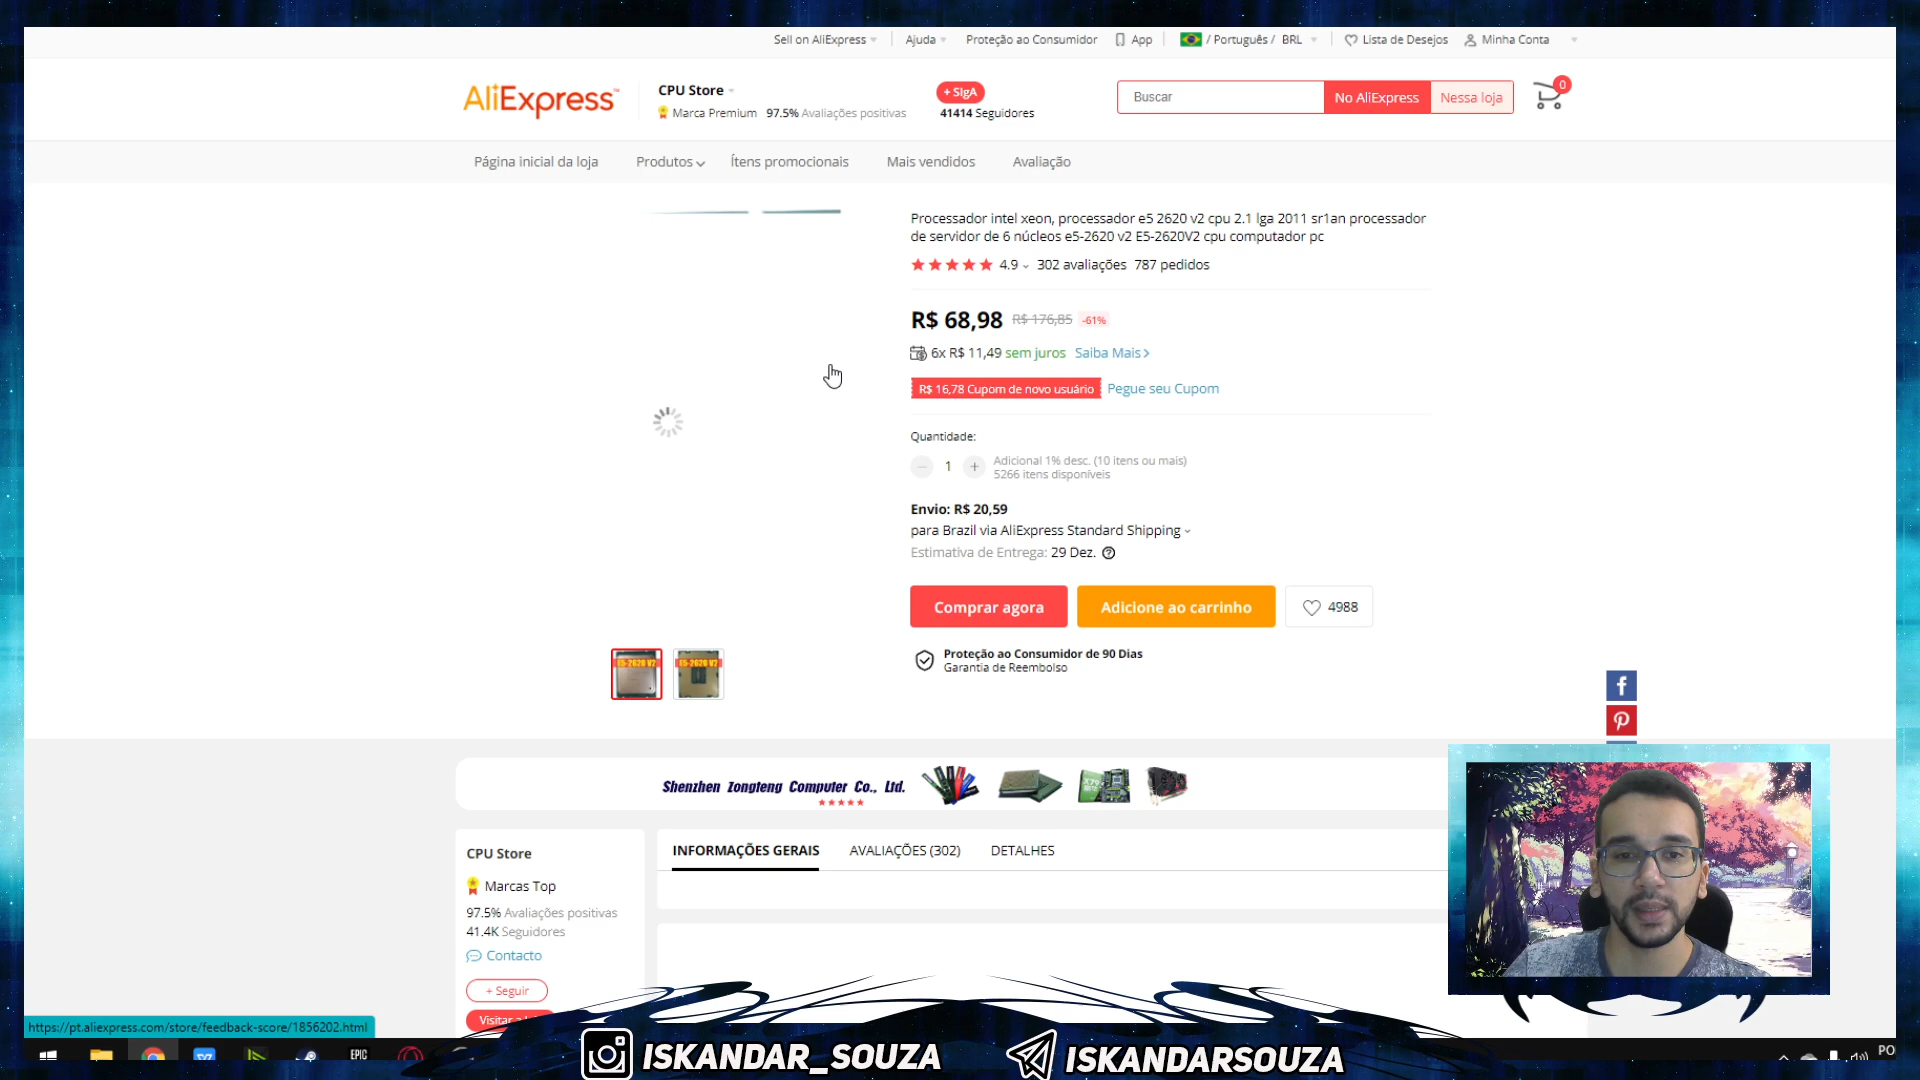 Sell on AliExpress
Ajuda
Proteção ao Consumidor
App
/ Português / BRL
Lista de Desejos
Minha Conta
AliExpress™
CPU Store
Marca Premium 97.5% Avaliações positivas
+ SIgA
41414 Seguidores
Buscar
No AliExpress
Nessa loja
0
Página inicial da loja
Produtos
Ítens promocionais
Mais vendidos
Avaliação
Processador intel xeon, processador e5 2620 v2 cpu 2.1 lga 2011 sr1an processador
de servidor de 6 núcleos e5-2620 v2 E5-2620V2 cpu computador pc
4.9 302 avaliações 787 pedidos
R$ 68,98 R$ 176,85 -61%
6x R$ 11,49 sem juros Saiba Mais
R$ 16,78 Cupom de novo usuário Pegue seu Cupom
Quantidade:
1
Adicional 1% desc. (10 itens ou mais)
5266 itens disponíveis
Envio: R$ 20,59
para Brazil via AliExpress Standard Shipping
Estimativa de Entrega: 29 Dez.
Comprar agora
Adicione ao carrinho
4988
Proteção ao Consumidor de 90 Dias
Garantia de Reembolso
E5-2620 V2
E5-2620 V2
Shenzhen Zongteng Computer Co., Ltd.
CPU Store
Marcas Top
97.5% Avaliações positivas
41.4K Seguidores
Contacto
+ Seguir
INFORMAÇÕES GERAIS
AVALIAÇÕES (302)
DETALHES
https://pt.aliexpress.com/store/feedback-score/1856202.html
EPIC
ISKANDAR_SOUZA
ISKANDARSOUZA